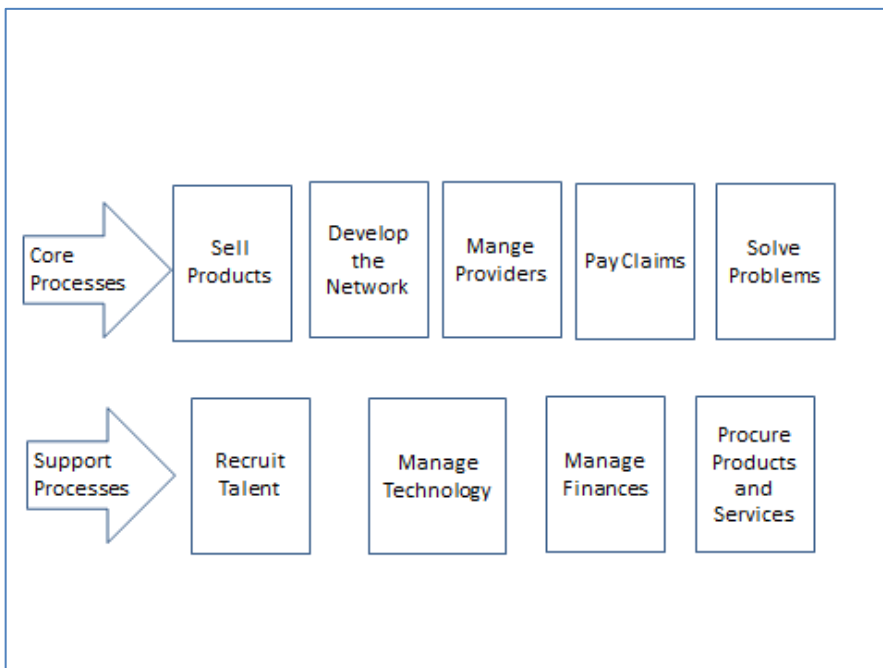 Core
Processes
Sell
Products
Develop
the
Network
Mange
Providers
Pay Claims
Solve
Problems
Support
Processes
Recruit
Talent
Manage
Technology
Manage
Finances
Procure
Products
and
Services